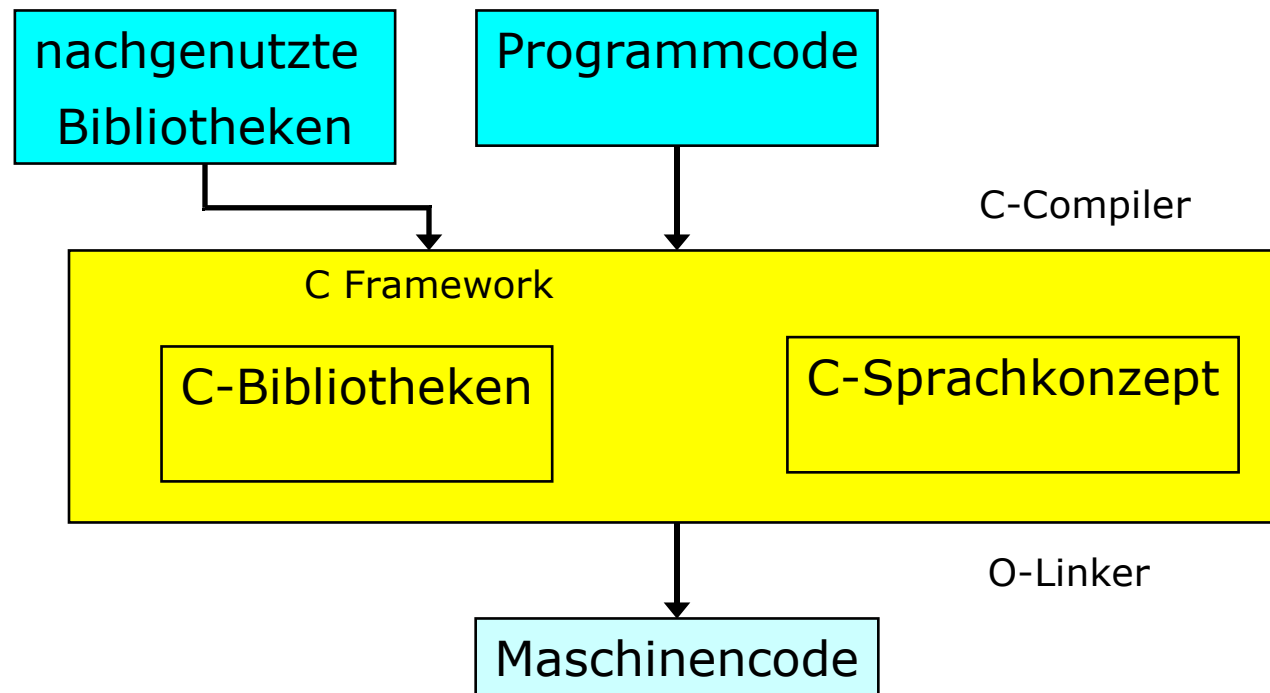 nachgenutzte
Bibliotheken
Programmcode
C-Compiler
C Framework
C-Bibliotheken
C-Sprachkonzept
O-Linker
Maschinencode